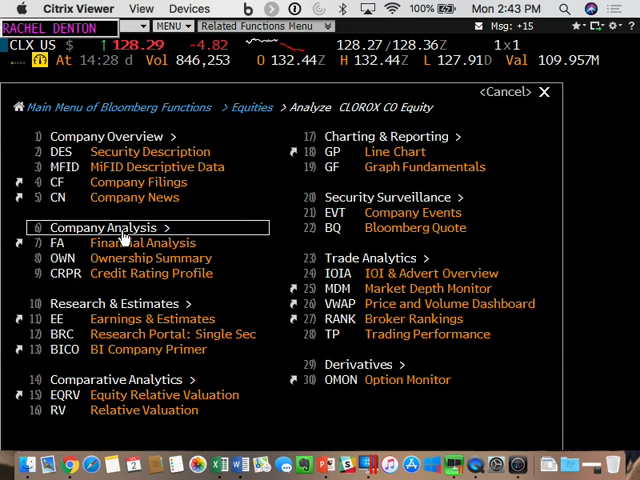 Citrix Viewer View Devices 100% M 2:43 PM
RACHEL DENTON
MENU Related Functions Menu Msg: +15
CLX US $ ↑ 128.29 -4.82 128.27/128.36Z 1×1
At 14:28 d Vol 846,253 O 132.44Z H 132.44Z L 127.91D Val 109.957M
<Cancel> X
Main Menu of Bloomberg Functions > Equities > Analyze CLOROX CO Equity
1) Company Overview >
2) DES Security Description
3) MFID MiFID Descriptive Data
4) CF Company Filings
5) CN Company News
6) Company Analysis >
7) FA Financial Analysis
8) OWN Ownership Summary
9) CRPR Credit Rating Profile
10) Research & Estimates >
11) EE Earnings & Estimates
12) BRC Research Portal: Single Sec
13) BICO BI Company Primer
14) Comparative Analytics >
15) EQRV Equity Relative Valuation
16) RV Relative Valuation
17) Charting & Reporting >
18) GP Line Chart
19) GF Graph Fundamentals
20) Security Surveillance >
21) EVT Company Events
22) BQ Bloomberg Quote
23) Trade Analytics >
24) IOIA IOI & Advert Overview
25) MDM Market Depth Monitor
26) VWAP Price and Volume Dashboard
27) RANK Broker Rankings
28) TP Trading Performance
29) Derivatives >
30) OMON Option Monitor